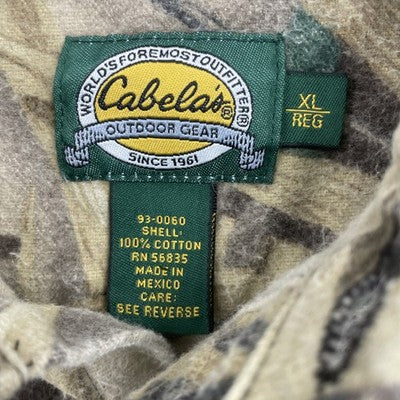 WORLD'S FOREMOST OUTFITTER®
Cabela's®
OUTDOOR GEAR
SINCE 1961
XL
REG
93-0060
SHELL:
100% COTTON
RN 56835
MADE IN
MEXICO
CARE:
SEE REVERSE